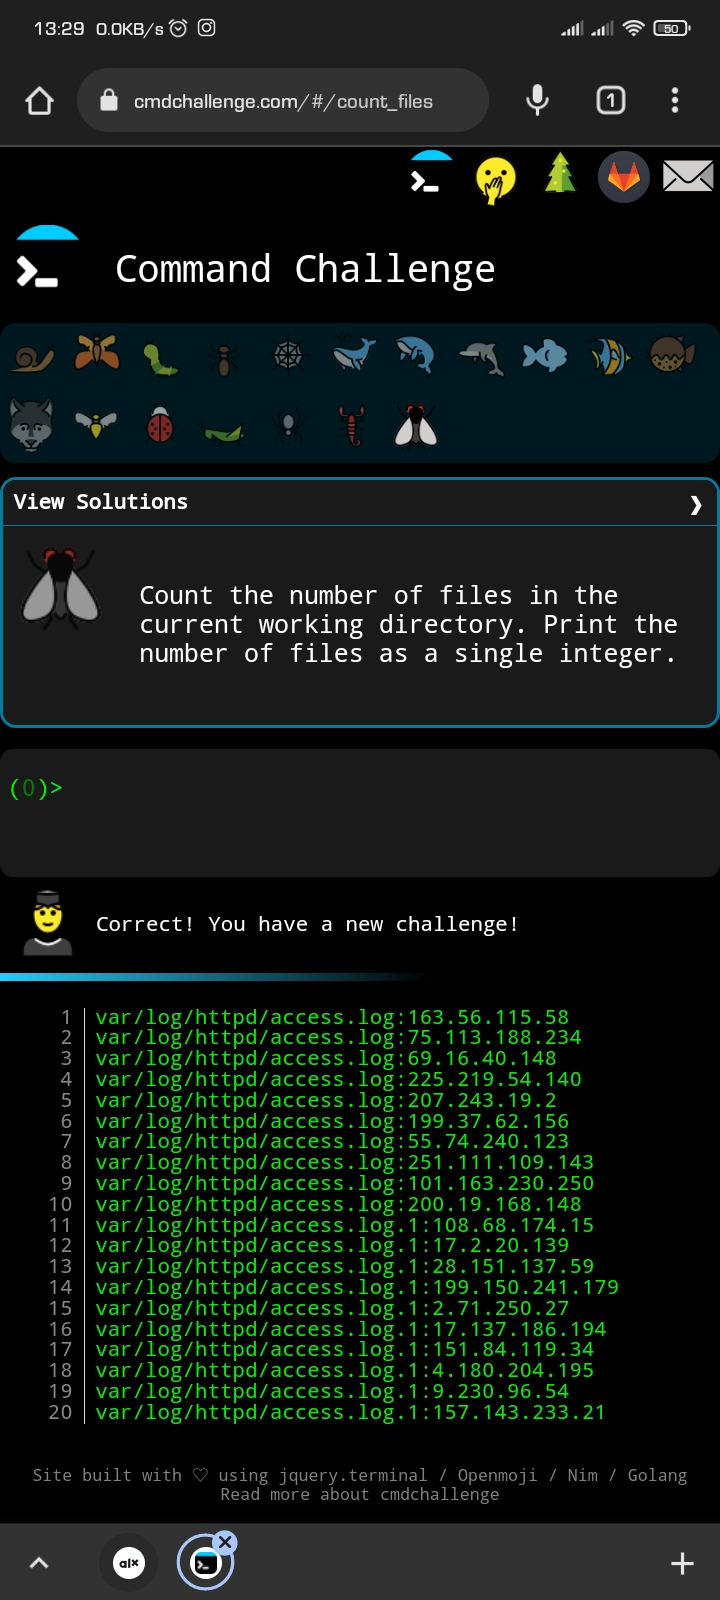 13:29 0.0KB/s
50
cmdchallenge.com/#/count_files
1
Command Challenge
View Solutions
Count the number of files in the
current working directory. Print the
number of files as a single integer.
(0)>
Correct! You have a new challenge!
1 var/log/httpd/access.log:163.56.115.58
2 var/log/httpd/access.log:75.113.188.234
3 var/log/httpd/access.log:69.16.40.148
4 var/log/httpd/access.log:225.219.54.140
5 var/log/httpd/access.log:207.243.19.2
6 var/log/httpd/access.log:199.37.62.156
7 var/log/httpd/access.log:55.74.240.123
8 var/log/httpd/access.log:251.111.109.143
9 var/log/httpd/access.log:101.163.230.250
10 var/log/httpd/access.log:200.19.168.148
11 var/log/httpd/access.log.1:108.68.174.15
12 var/log/httpd/access.log.1:17.2.20.139
13 var/log/httpd/access.log.1:28.151.137.59
14 var/log/httpd/access.log.1:199.150.241.179
15 var/log/httpd/access.log.1:2.71.250.27
16 var/log/httpd/access.log.1:17.137.186.194
17 var/log/httpd/access.log.1:151.84.119.34
18 var/log/httpd/access.log.1:4.180.204.195
19 var/log/httpd/access.log.1:9.230.96.54
20 var/log/httpd/access.log.1:157.143.233.21
Site built with ♡ using jquery.terminal / Openmoji / Nim / Golang
Read more about cmdchallenge
alx